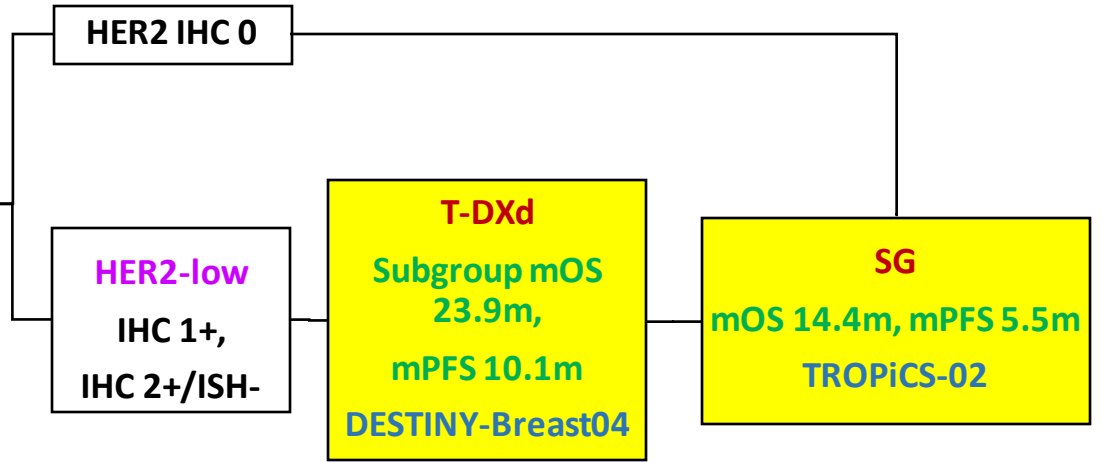 HER2 IHC 0
HER2-low
IHC 1+,
IHC 2+/ISH-
T-DXd
Subgroup mOS
23.9m,
mPFS 10.1m
DESTINY-Breast04
SG
mOS 14.4m, mPFS 5.5m
TROPiCS-02